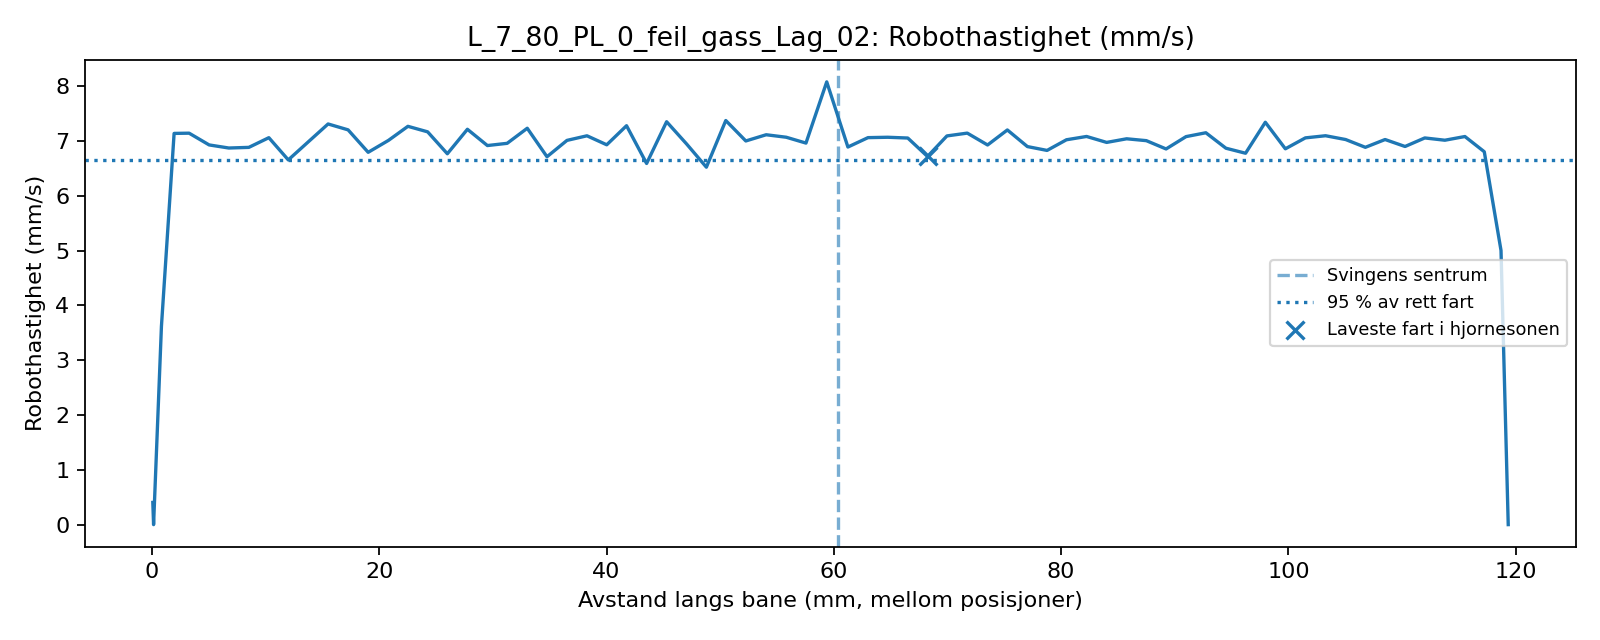 L_7_80_PL_0_feil_gass_Lag_02: Robothastighet (mm/s)
Robothastighet (mm/s)
8
7
6
5
4
3
2
1
0
Svingens sentrum
95 % av rett fart
Laveste fart i hjornesonen
0 20 40 60 80 100 120
Avstand langs bane (mm, mellom posisjoner)